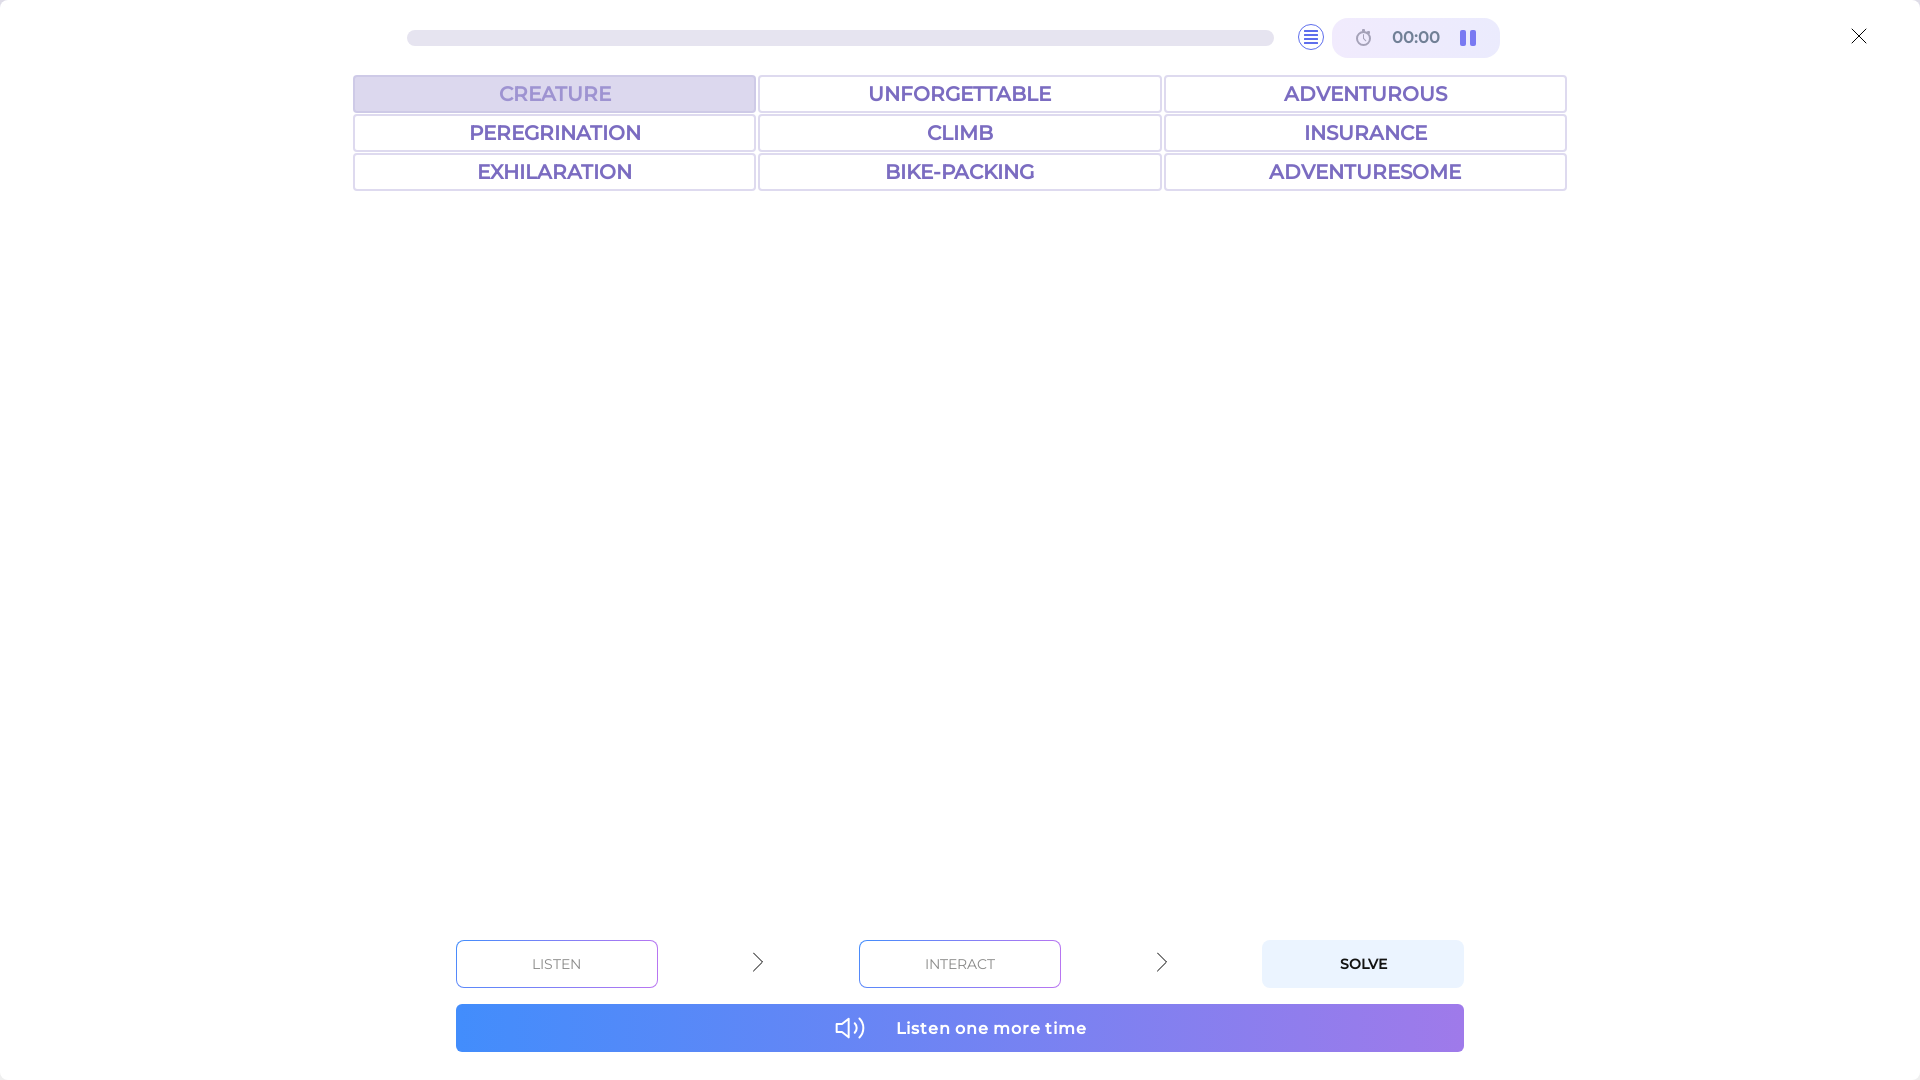 00:00
CREATURE UNFORGETTABLE ADVENTUROUS
PEREGRINATION CLIMB INSURANCE
EXHILARATION BIKE-PACKING ADVENTURESOME
LISTEN INTERACT SOLVE
Listen one more time